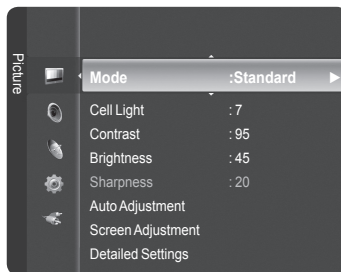 Picture
Mode :Standard
Cell Light : 7
Contrast : 95
Brightness : 45
Sharpness : 20
Auto Adjustment
Screen Adjustment
Detailed Settings